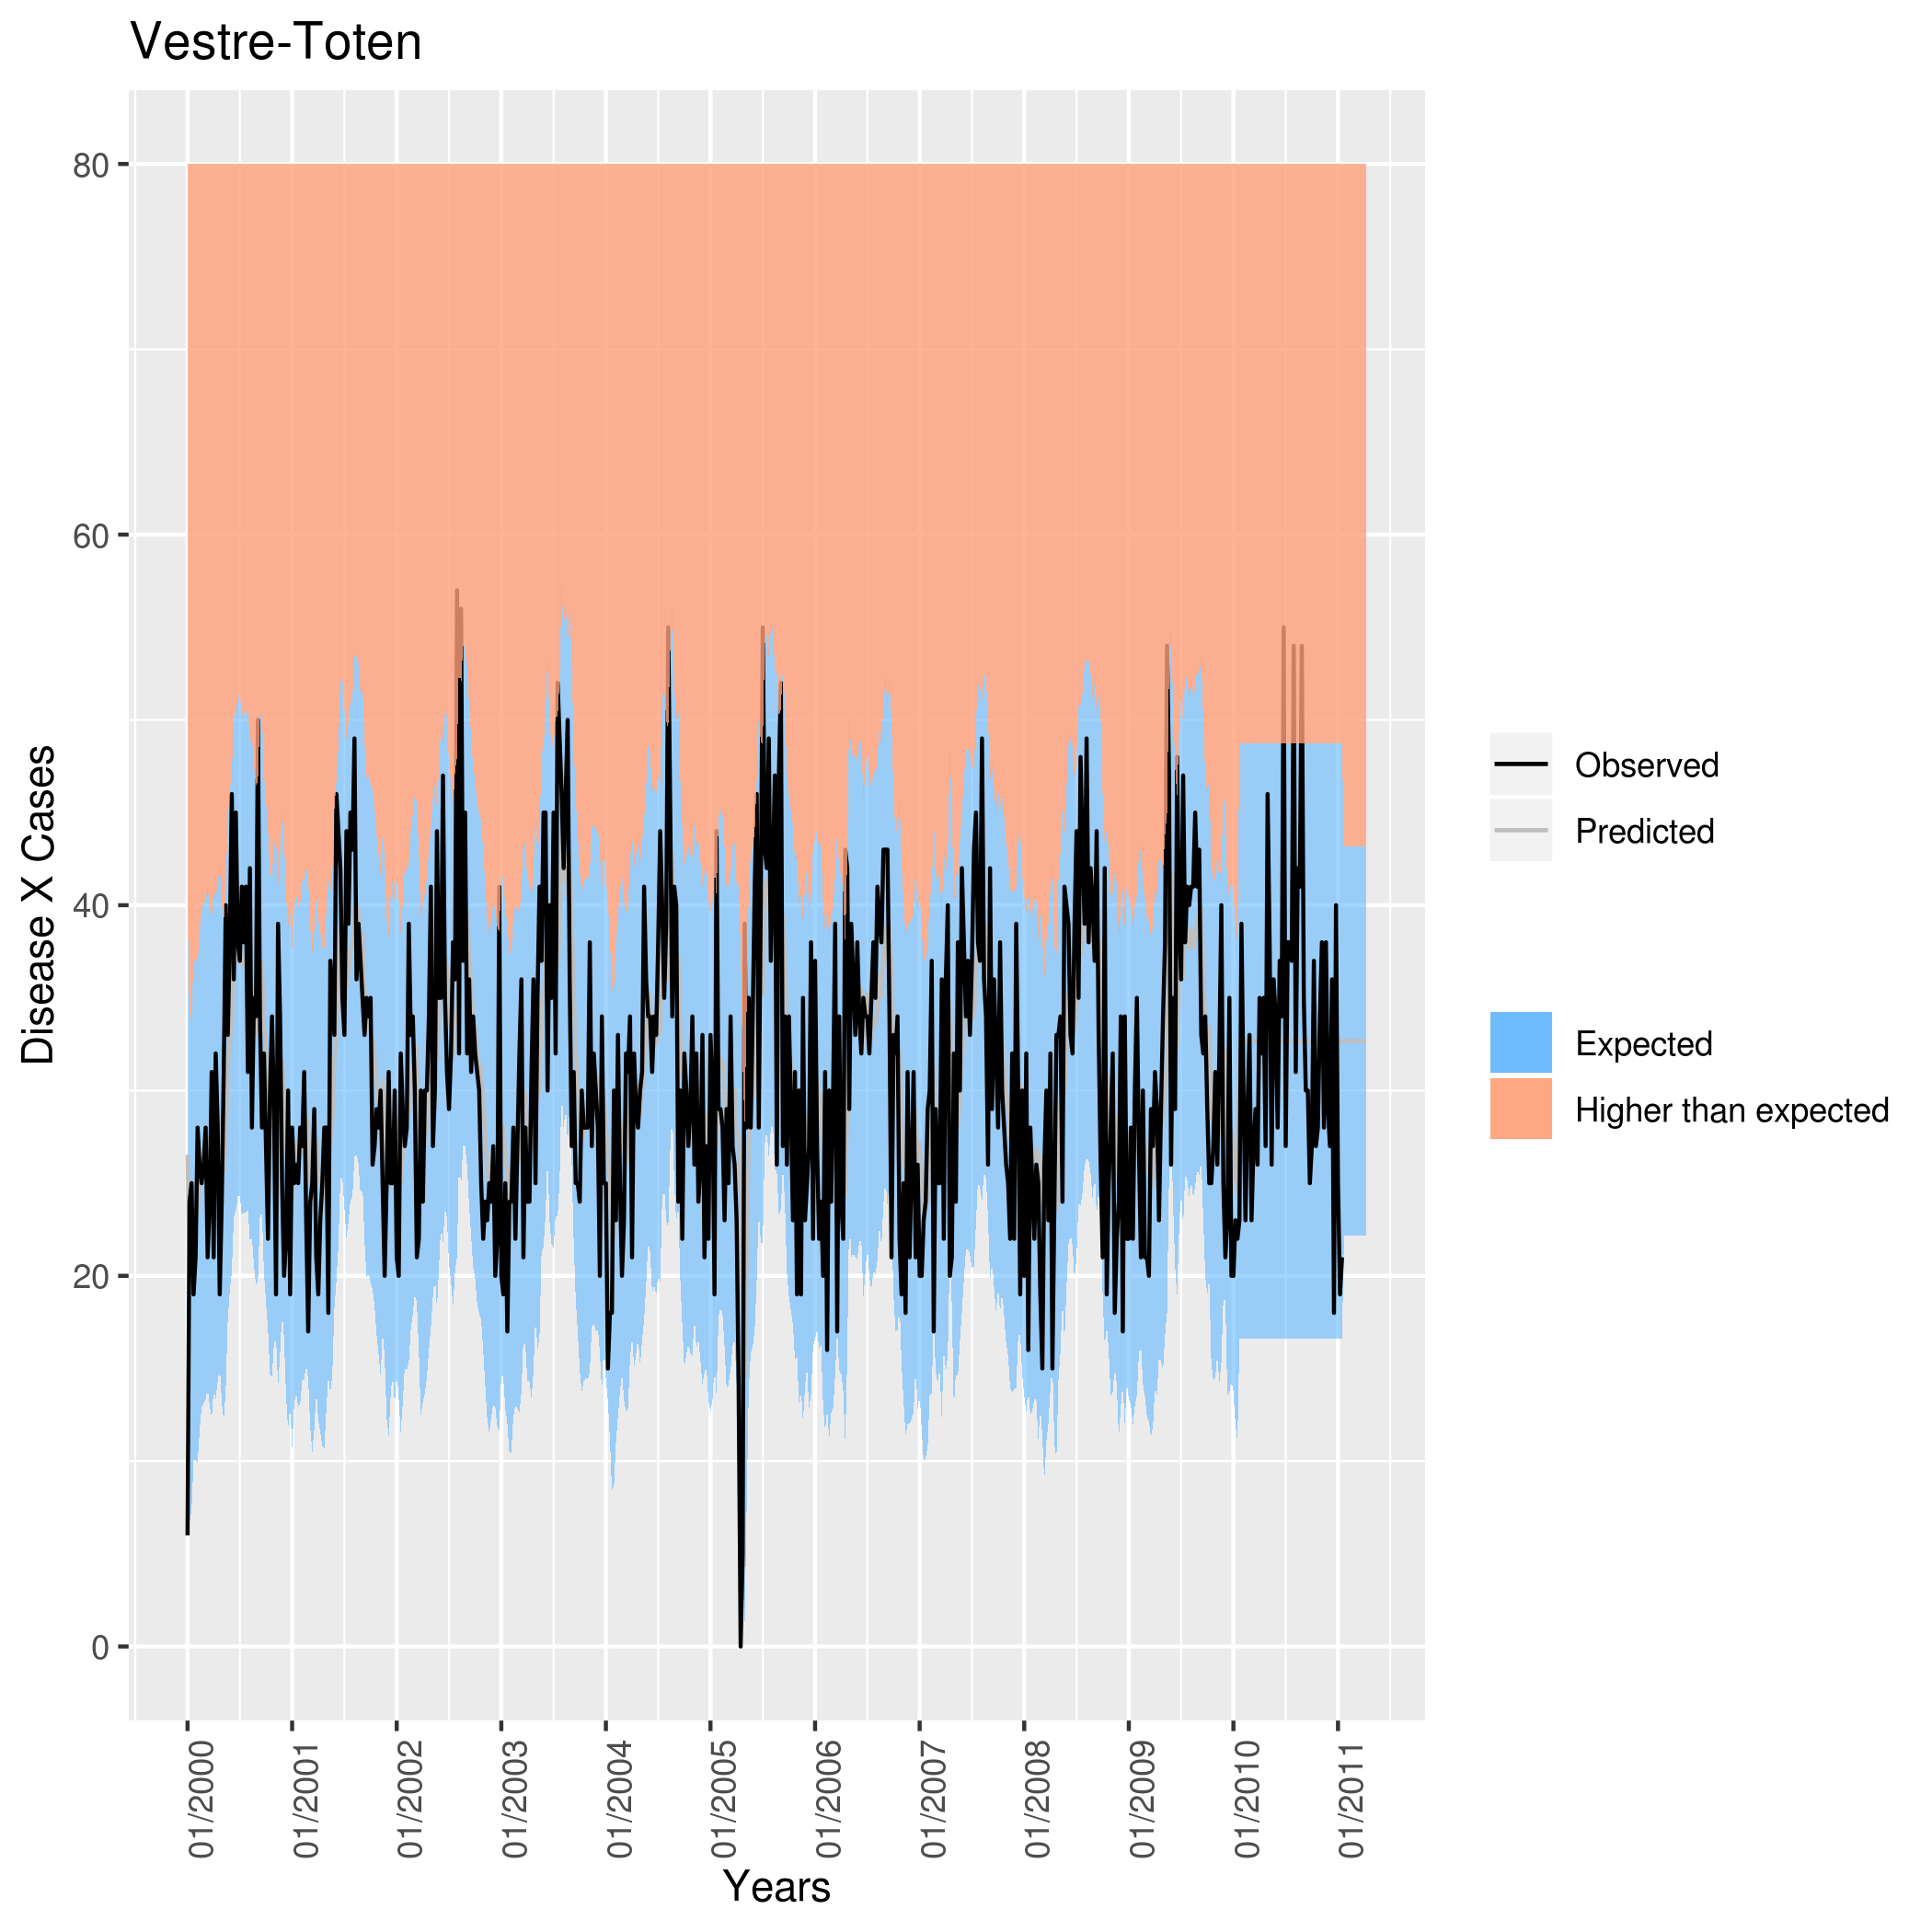 Vestre-Toten
Disease X Cases
80
60
40
20
0
01/2000
01/2001
01/2002
01/2003
01/2004
01/2005
01/2006
01/2007
01/2008
01/2009
01/2010
01/2011
Years
Observed
Predicted
Expected
Higher than expected